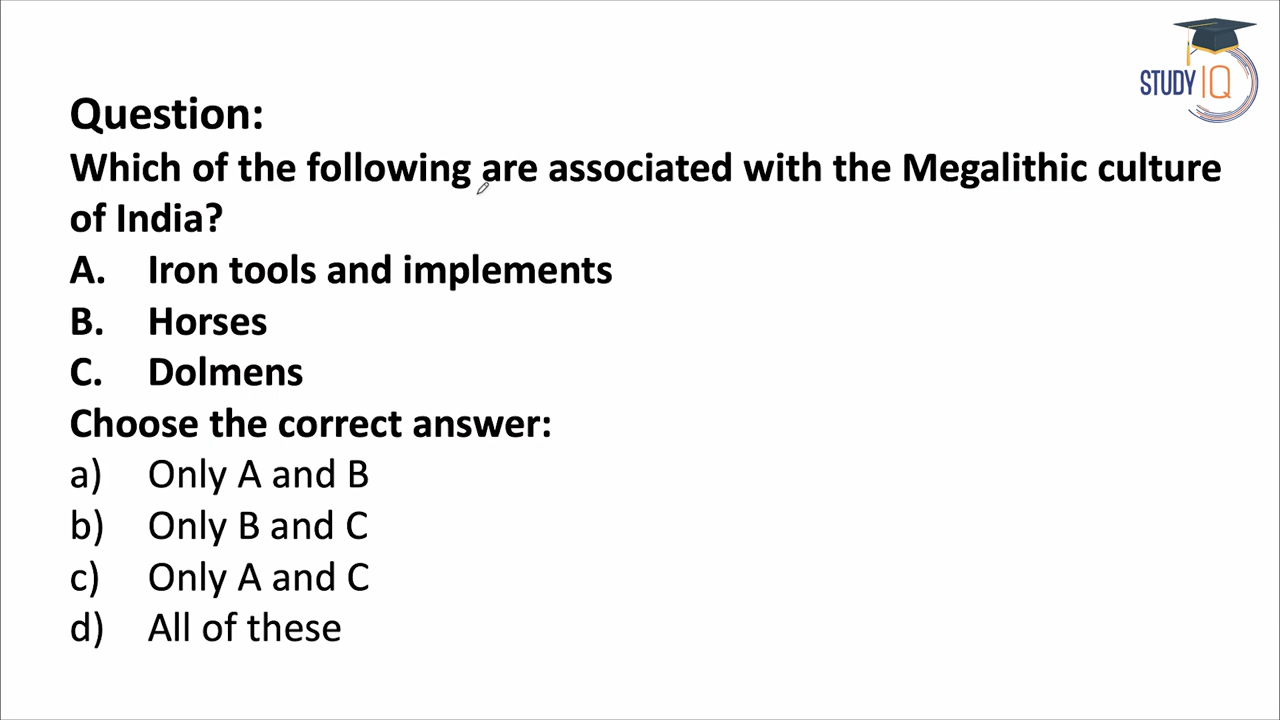 STUDY IQ
Question:
Which of the following are associated with the Megalithic culture
of India?
A. Iron tools and implements
B. Horses
C. Dolmens
Choose the correct answer:
a) Only A and B
b) Only B and C
c) Only A and C
d) All of these